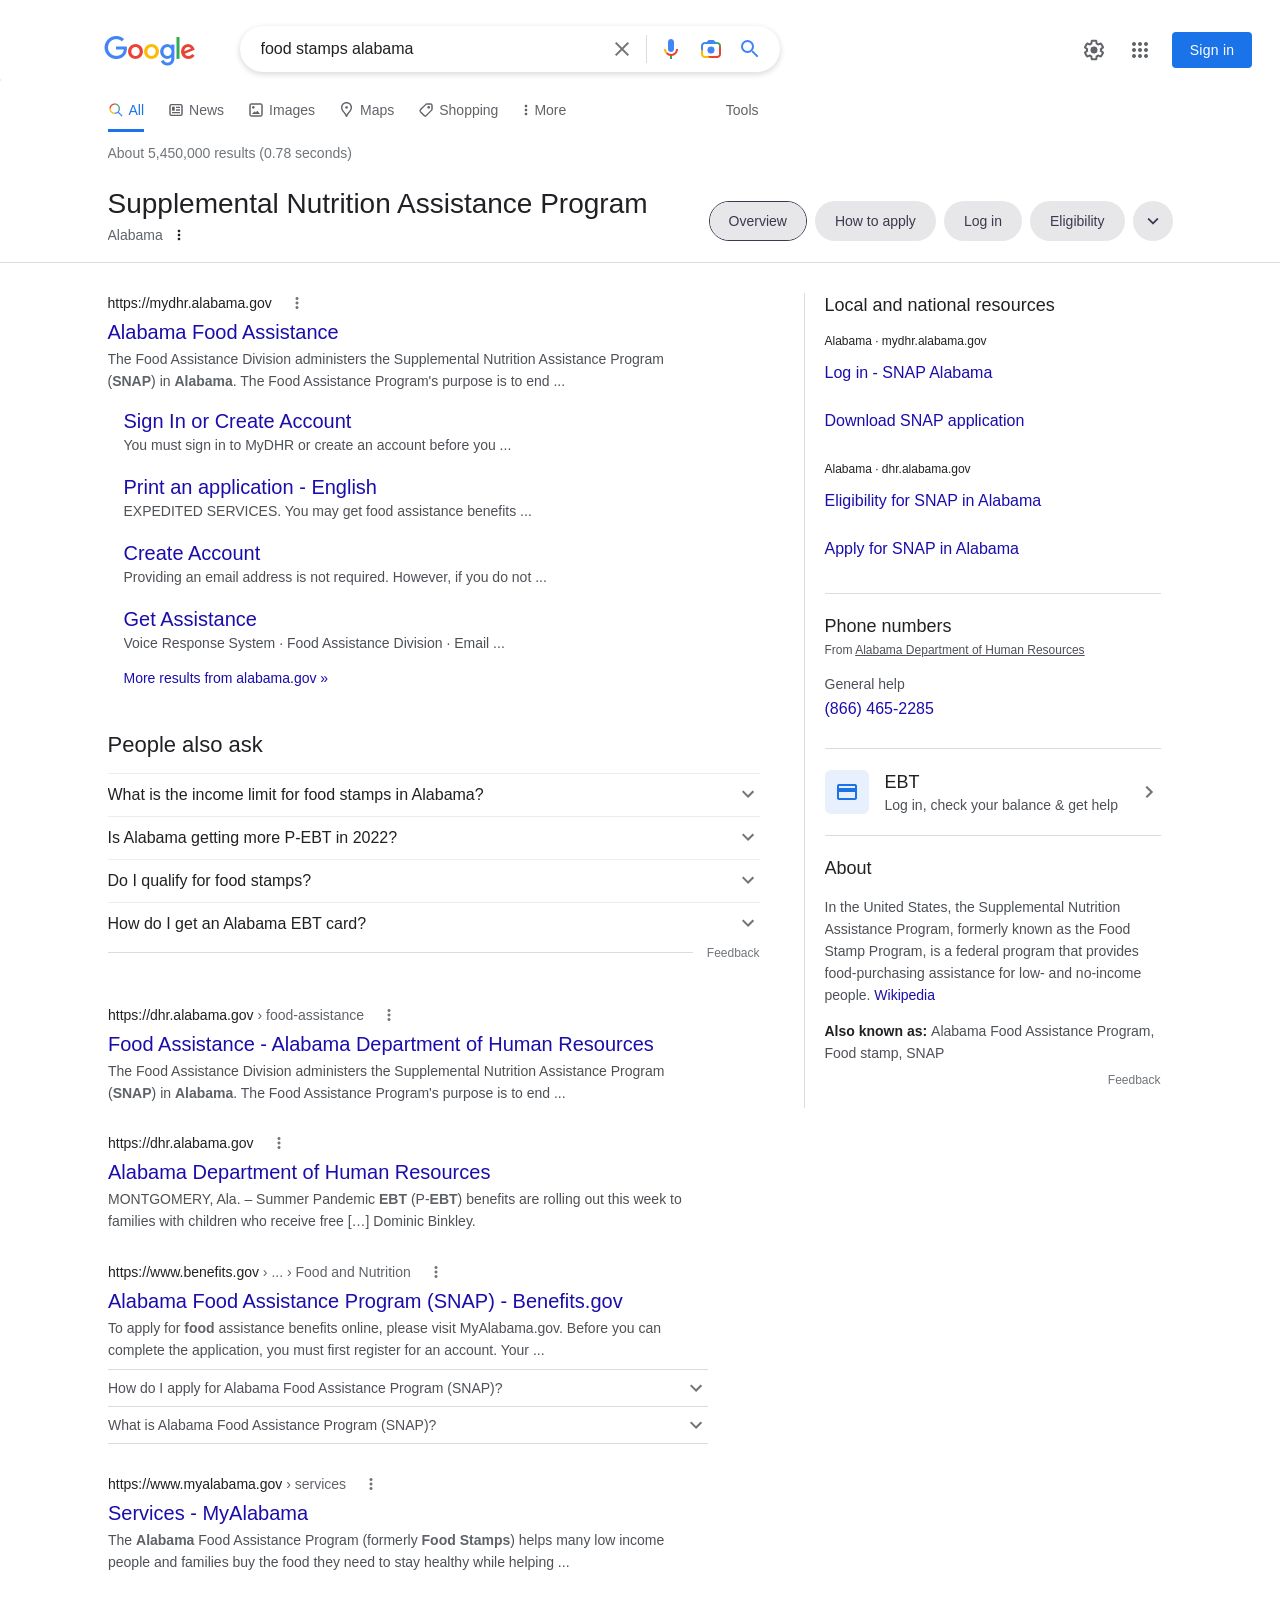 Google
food stamps alabama
Sign in
All
News
Images
Maps
Shopping
More
Tools
About 5,450,000 results (0.78 seconds)
Supplemental Nutrition Assistance Program
Alabama
Overview
How to apply
Log in
Eligibility
https://mydhr.alabama.gov
Alabama Food Assistance
The Food Assistance Division administers the Supplemental Nutrition Assistance Program
(SNAP) in Alabama. The Food Assistance Program's purpose is to end ...
Sign In or Create Account
You must sign in to MyDHR or create an account before you ...
Print an application - English
EXPEDITED SERVICES. You may get food assistance benefits ...
Create Account
Providing an email address is not required. However, if you do not ...
Get Assistance
Voice Response System · Food Assistance Division · Email ...
More results from alabama.gov »
People also ask
What is the income limit for food stamps in Alabama?
Is Alabama getting more P-EBT in 2022?
Do I qualify for food stamps?
How do I get an Alabama EBT card?
Feedback
https://dhr.alabama.gov › food-assistance
Food Assistance - Alabama Department of Human Resources
The Food Assistance Division administers the Supplemental Nutrition Assistance Program
(SNAP) in Alabama. The Food Assistance Program's purpose is to end ...
https://dhr.alabama.gov
Alabama Department of Human Resources
MONTGOMERY, Ala. – Summer Pandemic EBT (P-EBT) benefits are rolling out this week to
families with children who receive free […] Dominic Binkley.
https://www.benefits.gov › ... › Food and Nutrition
Alabama Food Assistance Program (SNAP) - Benefits.gov
To apply for food assistance benefits online, please visit MyAlabama.gov. Before you can
complete the application, you must first register for an account. Your ...
How do I apply for Alabama Food Assistance Program (SNAP)?
What is Alabama Food Assistance Program (SNAP)?
https://www.myalabama.gov › services
Services - MyAlabama
The Alabama Food Assistance Program (formerly Food Stamps) helps many low income
people and families buy the food they need to stay healthy while helping ...
Local and national resources
Alabama · mydhr.alabama.gov
Log in - SNAP Alabama
Download SNAP application
Alabama · dhr.alabama.gov
Eligibility for SNAP in Alabama
Apply for SNAP in Alabama
Phone numbers
From Alabama Department of Human Resources
General help
(866) 465-2285
EBT
Log in, check your balance & get help
About
In the United States, the Supplemental Nutrition
Assistance Program, formerly known as the Food
Stamp Program, is a federal program that provides
food-purchasing assistance for low- and no-income
people. Wikipedia
Also known as: Alabama Food Assistance Program,
Food stamp, SNAP
Feedback